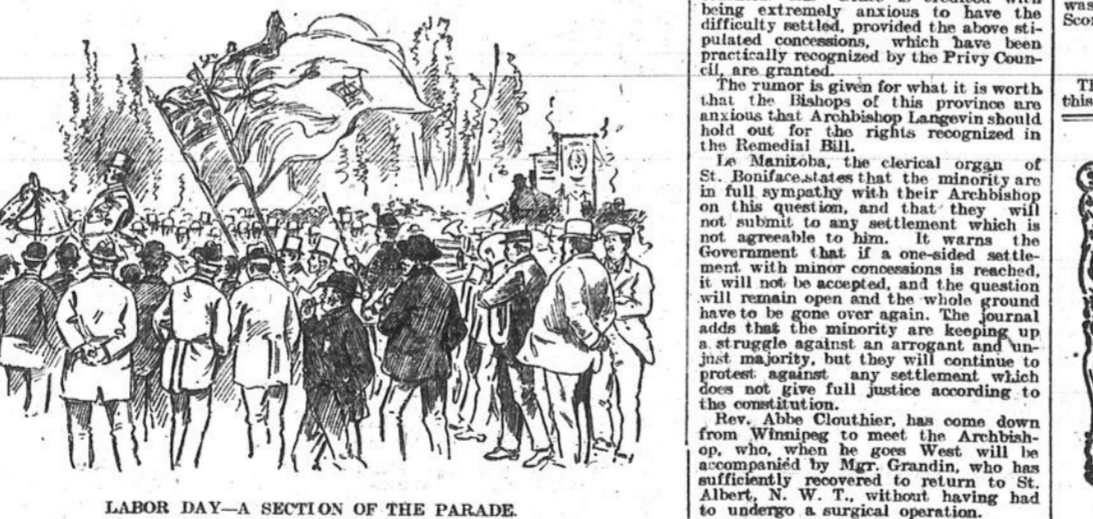 LABOR DAY—A SECTION OF THE PARADE.
being extremely anxious to have the
difficulty settled, provided the above sti-
pulated concessions, which have been
practically recognized by the Privy Coun-
cil, are granted.
The rumor is given for what it is worth
that the Bishops of this province are
anxious that Archbishop Langevin should
hold out for the rights recognized in
the Remedial Bill.
Le Manitoba, the clerical organ of
St. Boniface,states that the minority are
in full sympathy with their Archbishop
on this question, and that they will
not submit to any settlement which is
not agreeable to him. It warns the
Government that if a one-sided settle-
ment with minor concessions is reached,
it will not be accepted, and the question
will remain open and the whole ground
have to be gone over again. The journal
adds that the minority are keeping up
a struggle against an arrogant and un-
just majority, but they will continue to
protest against any settlement which
does not give full justice according to
the constitution.
Rev. Abbe Clouthier, has come down
from Winnipeg to meet the Archbish-
op, who, when he goes West will be
accompanied by Mgr. Grandin, who has
sufficiently recovered to return to St.
Albert, N. W. T., without having had
to undergo a surgical operation.
was
this